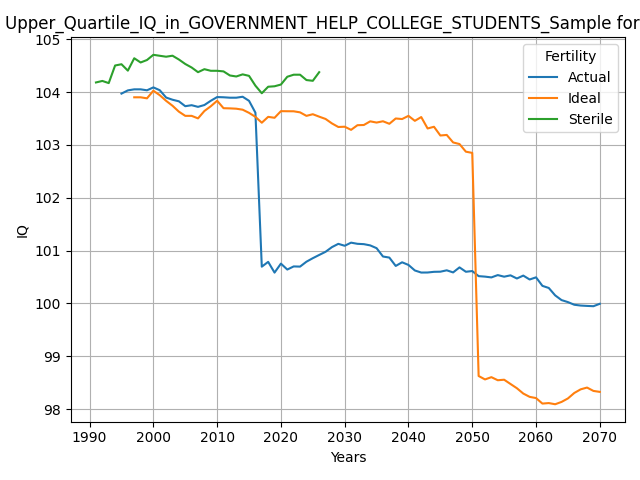 Upper_Quartile_IQ_in_GOVERNMENT_HELP_COLLEGE_STUDENTS_Sample for
105
104
103
102
101
100
99
98
IQ
Fertility
Actual
Ideal
Sterile
1990 2000 2010 2020 2030 2040 2050 2060 2070
Years